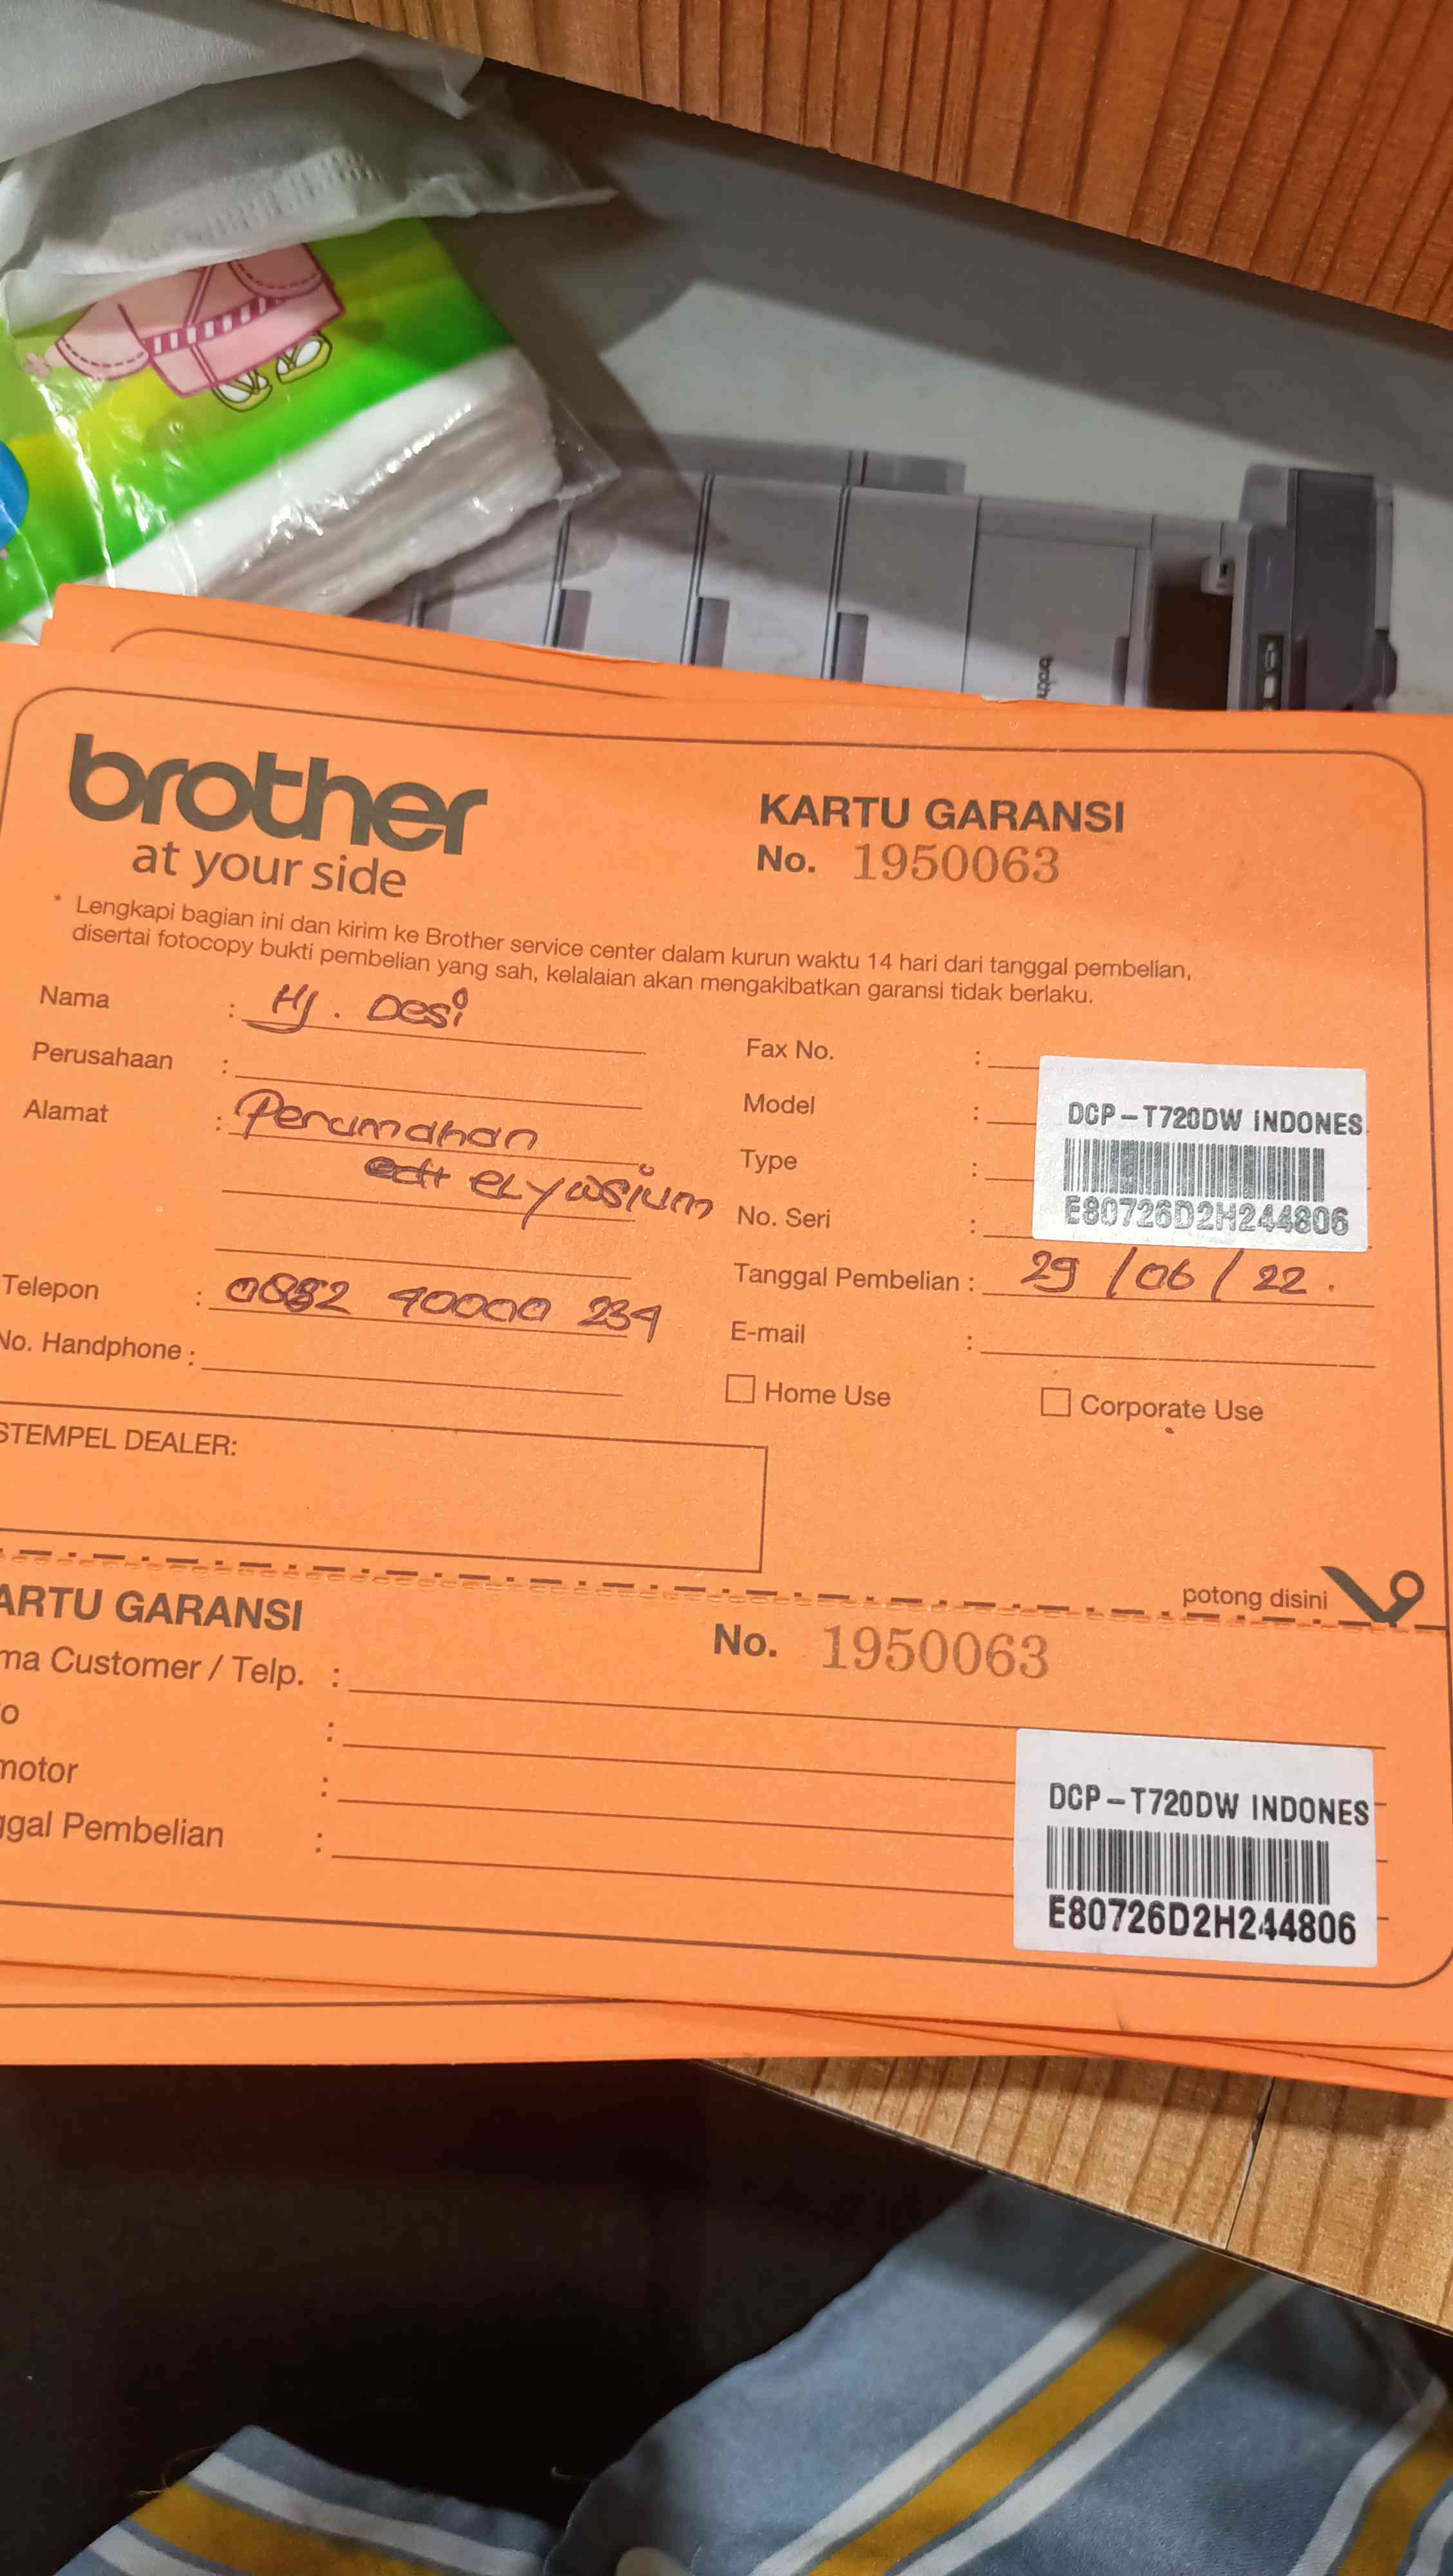 brother
at your side
KARTU GARANSI
No. 1950063
* Lengkapi bagian ini dan kirim ke Brother service center dalam kurun waktu 14 hari dari tanggal pembelian,
disertai fotocopy bukti pembelian yang sah, kelalaian akan mengakibatkan garansi tidak berlaku.
Nama : Hj. Desi
Perusahaan :
Alamat : Perumahan
ELYWSIUM
Telepon : 0882 40000 234
No. Handphone :
Fax No. :
Model :
Type :
No. Seri :
DCP-T720DW INDONES
E80726D2H244806
Tanggal Pembelian : 29/06/22.
E-mail :
Home Use
Corporate Use
STEMPEL DEALER:
potong disini
ARTU GARANSI
No. 1950063
ma Customer / Telp. :
o :
motor :
ggal Pembelian :
DCP-T720DW INDONES
E80726D2H244806